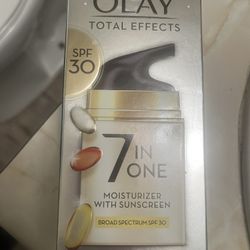 OLAY
TOTAL EFFECTS
SPF
30
7 IN
ONE
MOISTURIZER
WITH SUNSCREEN
BROAD SPECTRUM SPF 30